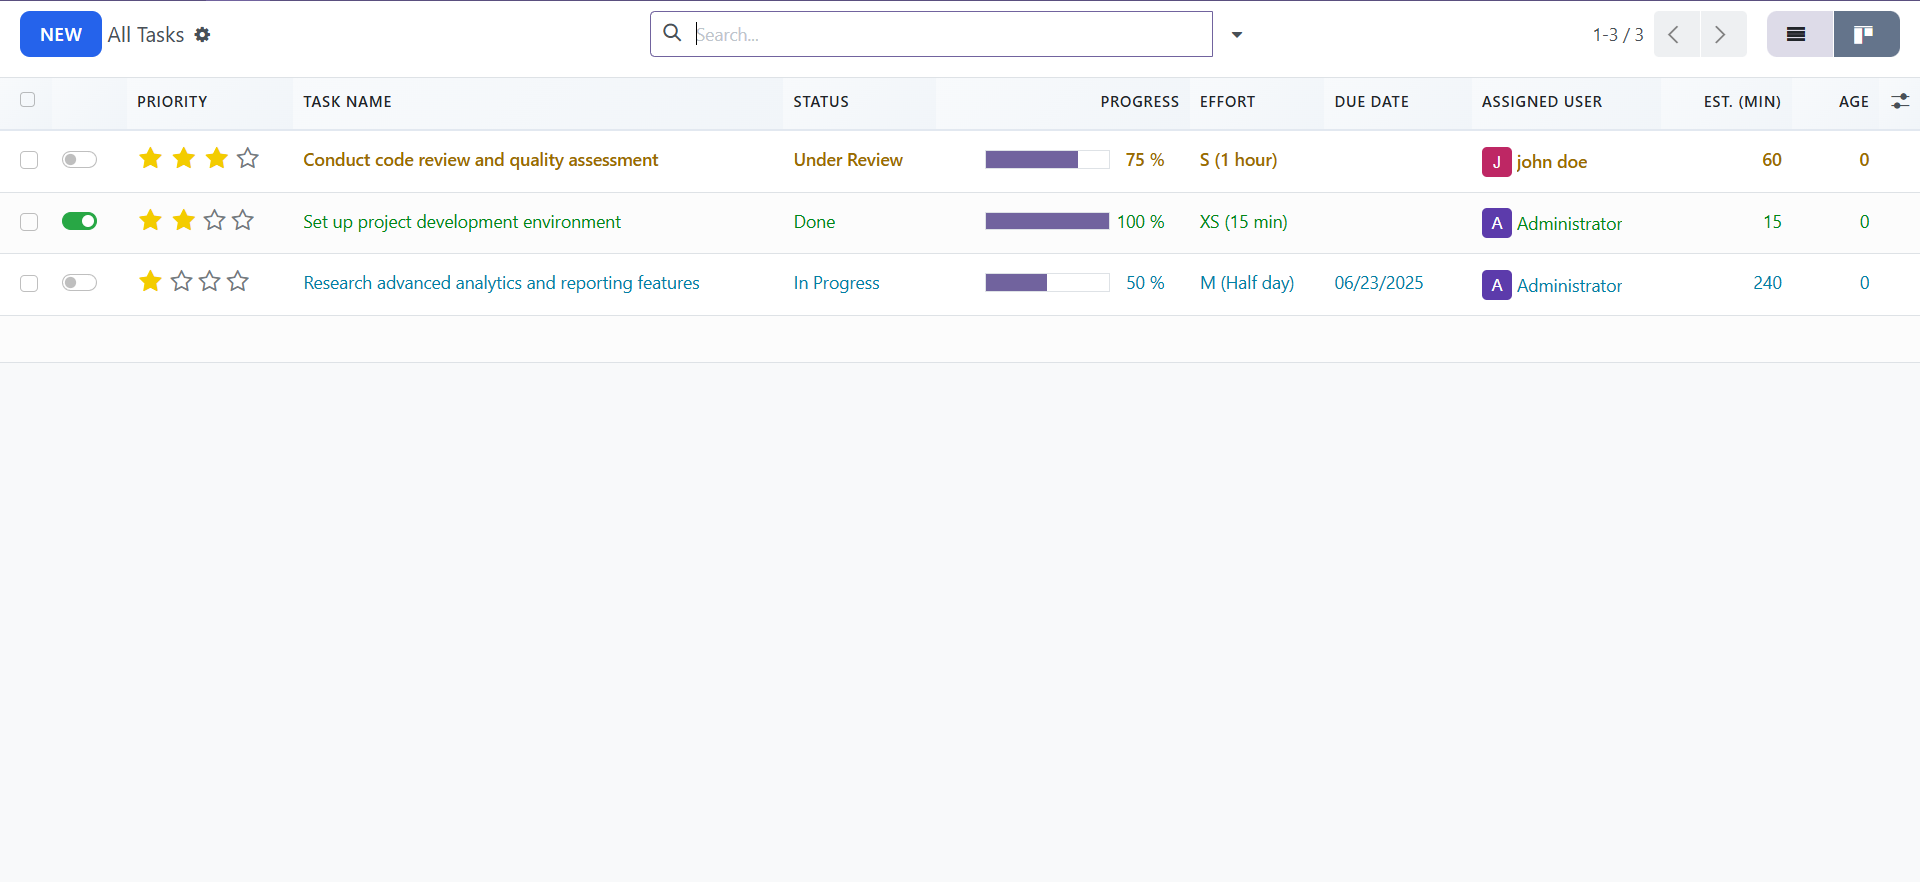 NEW All Tasks Search... 1-3 / 3
PRIORITY TASK NAME STATUS PROGRESS EFFORT DUE DATE ASSIGNED USER EST. (MIN) AGE
Conduct code review and quality assessment Under Review 75 % S (1 hour) J john doe 60 0
Set up project development environment Done 100 % XS (15 min) A Administrator 15 0
Research advanced analytics and reporting features In Progress 50 % M (Half day) 06/23/2025 A Administrator 240 0